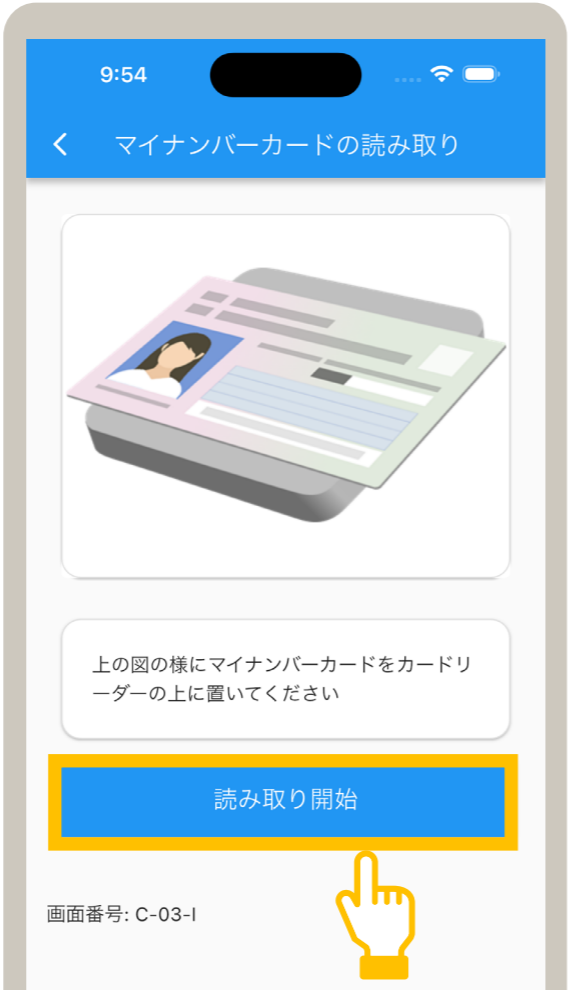 9:54
マイナンバーカードの読み取り
上の図の様にマイナンバーカードをカードリ
ーダーの上に置いてください
読み取り開始
画面番号: C-03-I